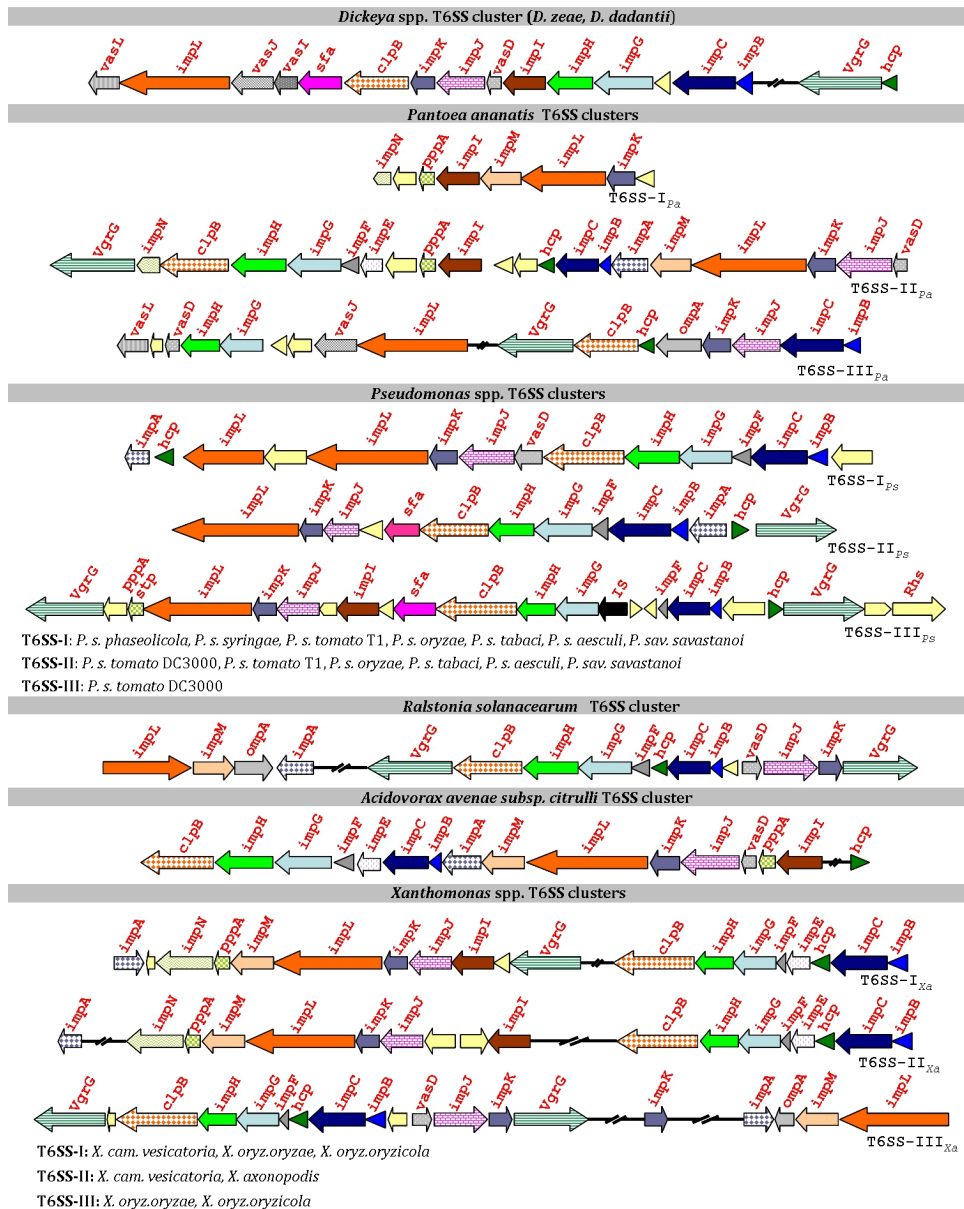 Dickeya spp. T6SS cluster (D. zeae, D. dadantii)
vasL impL vasJ vasI sfa clpB impK impJ vasD impI impH impG impC impB VgrG hcp
Pantoea ananatis T6SS clusters
impN pppA impI impM impL impK
T6SS-IPa
VgrG impN clpB impH impG impF impE pppA impI hcp impC impB impA impM impL impK impJ vasD
T6SS-IIPa
vasL vasD impH impG vasJ impL VgrG clpB hcp ompA impK impJ impC impB
T6SS-IIIPa
Pseudomonas spp. T6SS clusters
impA hcp impL impL impK impJ vasD clpB impH impG impF impC impB
T6SS-IPs
impL impK impJ sfa clpB impH impG impF impC impB impA hcp VgrG
T6SS-IIPs
VgrG pppA stp impL impK impJ impI sfa clpB impH impG IS impF impC impB hcp VgrG Rhs
T6SS-IIIPs
T6SS-I: P. s. phaseolicola, P. s. syringae, P. s. tomato T1, P. s. oryzae, P. s. tabaci, P. s. aesculi, P. sav. savastanoi
T6SS-II: P. s. tomato DC3000, P. s. tomato T1, P. s. oryzae, P. s. tabaci, P. s. aesculi, P. sav. savastanoi
T6SS-III: P. s. tomato DC3000
Ralstonia solanacearum T6SS cluster
impL impM ompA impA VgrG clpB impH impG impF hcp impC impB vasD impJ impK VgrG
Acidovorax avenae subsp. citrulli T6SS cluster
clpB impH impG impF impE impC impB impA impM impL impK impJ vasD pppA impI hcp
Xanthomonas spp. T6SS clusters
impA impN pppA impM impL impK impJ impI VgrG clpB impH impG impF impE hcp impC impB
T6SS-IXa
impA impN pppA impM impL impK impJ impI clpB impH impG impF impE hcp impC impB
T6SS-IIXa
VgrG clpB impH impG impF hcp impC impB vasD impJ impK VgrG impK impA ompA impM impL
T6SS-IIIXa
T6SS-I: X. cam. vesicatoria, X. oryz.oryzae, X. oryz.oryzicola
T6SS-II: X. cam. vesicatoria, X. axonopodis
T6SS-III: X. oryz.oryzae, X. oryz.oryzicola